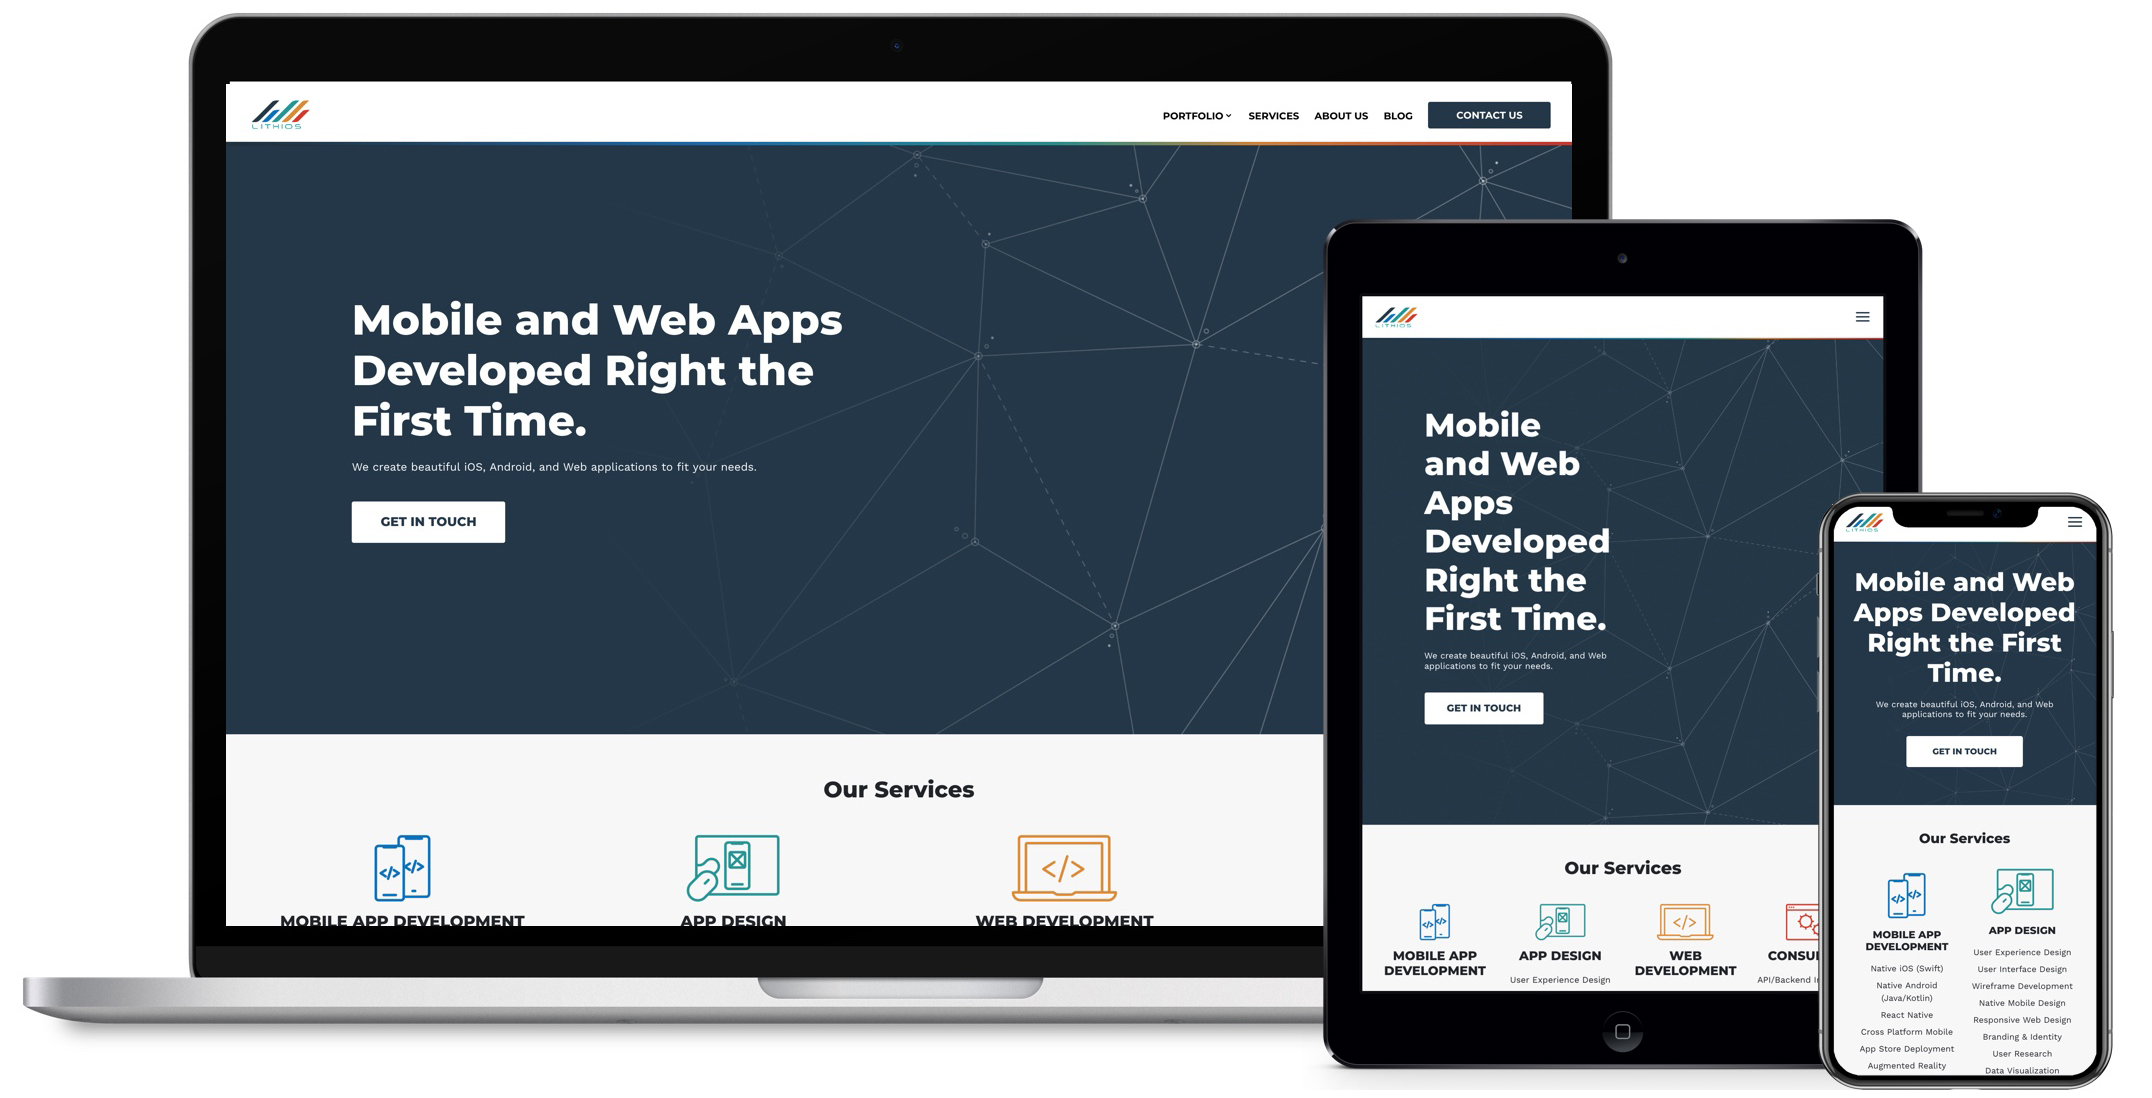 LITHIOS
PORTFOLIO SERVICES ABOUT US BLOG CONTACT US
Mobile and Web Apps
Developed Right the
First Time.
We create beautiful iOS, Android, and Web applications to fit your needs.
GET IN TOUCH
Our Services
MOBILE APP DEVELOPMENT
APP DESIGN
WEB DEVELOPMENT
LITHIOS
Mobile
and Web
Apps
Developed
Right the
First Time.
We create beautiful iOS, Android, and Web
applications to fit your needs.
GET IN TOUCH
Our Services
MOBILE APP
DEVELOPMENT
APP DESIGN
User Experience Design
WEB
DEVELOPMENT
CONSU
API/Backend
LITHIOS
Mobile and Web
Apps Developed
Right the First
Time.
We create beautiful iOS, Android, and Web
applications to fit your needs.
GET IN TOUCH
Our Services
MOBILE APP
DEVELOPMENT
Native iOS (Swift)
Native Android
(Java/Kotlin)
React Native
Cross Platform Mobile
App Store Deployment
Augmented Reality
APP DESIGN
User Experience Design
User Interface Design
Wireframe Development
Native Mobile Design
Responsive Web Design
Branding & Identity
User Research
Data Visualization